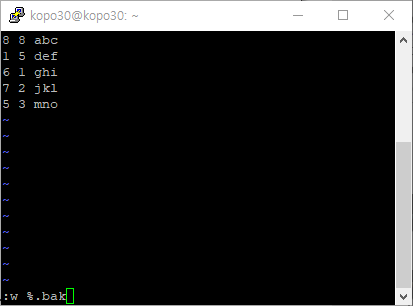 kopo30@kopo30: ~
8 8 abc
1 5 def
6 1 ghi
7 2 jkl
5 3 mno
~
~
~
~
~
~
~
~
~
~
~
:w %.bak